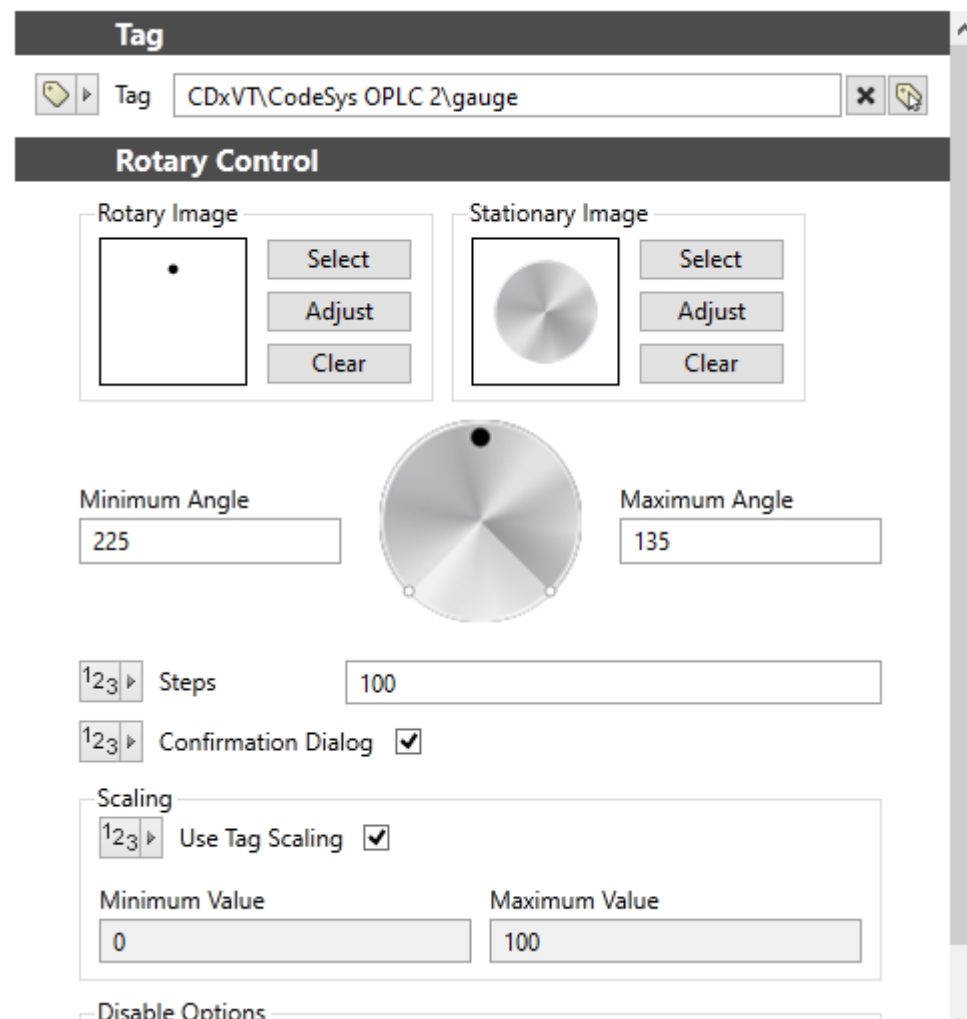 Tag
Tag CDxVT\CodeSys OPLC 2\gauge
Rotary Control
Rotary Image Stationary Image
Select Select
Adjust Adjust
Clear Clear
Minimum Angle Maximum Angle
225 135
123 Steps 100
123 Confirmation Dialog
Scaling
123 Use Tag Scaling
Minimum Value Maximum Value
0 100
Disable Options